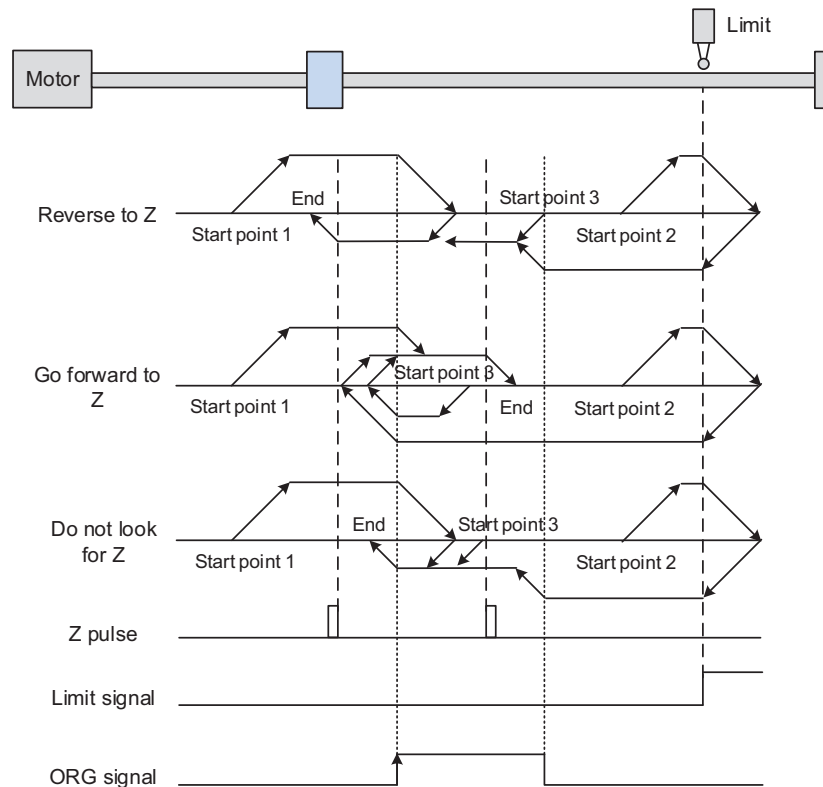 Limit
Motor
Reverse to Z
End
Start point 1
Start point 3
Start point 2
Go forward to
Z
Start point 3
Start point 1
End
Start point 2
Do not look
for Z
End
Start point 3
Start point 1
Start point 2
Z pulse
Limit signal
ORG signal